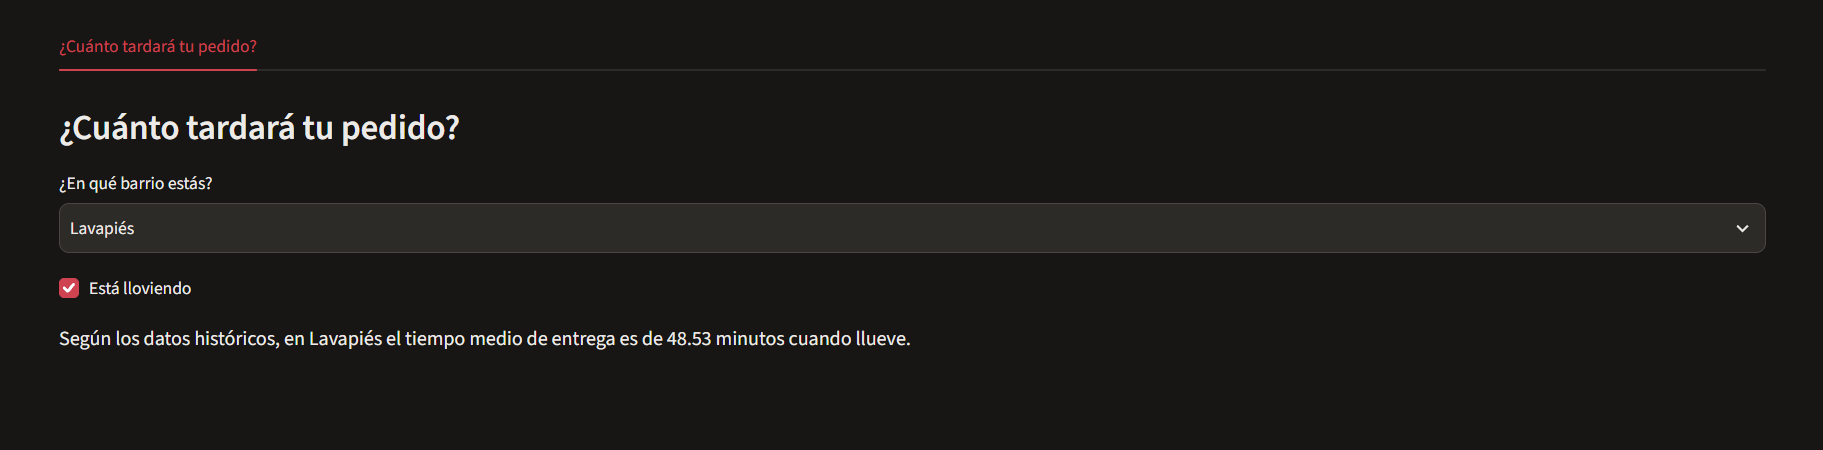 ¿Cuánto tardará tu pedido?
¿Cuánto tardará tu pedido?
¿En qué barrio estás?
Lavapiés
Está lloviendo
Según los datos históricos, en Lavapiés el tiempo medio de entrega es de 48.53 minutos cuando llueve.